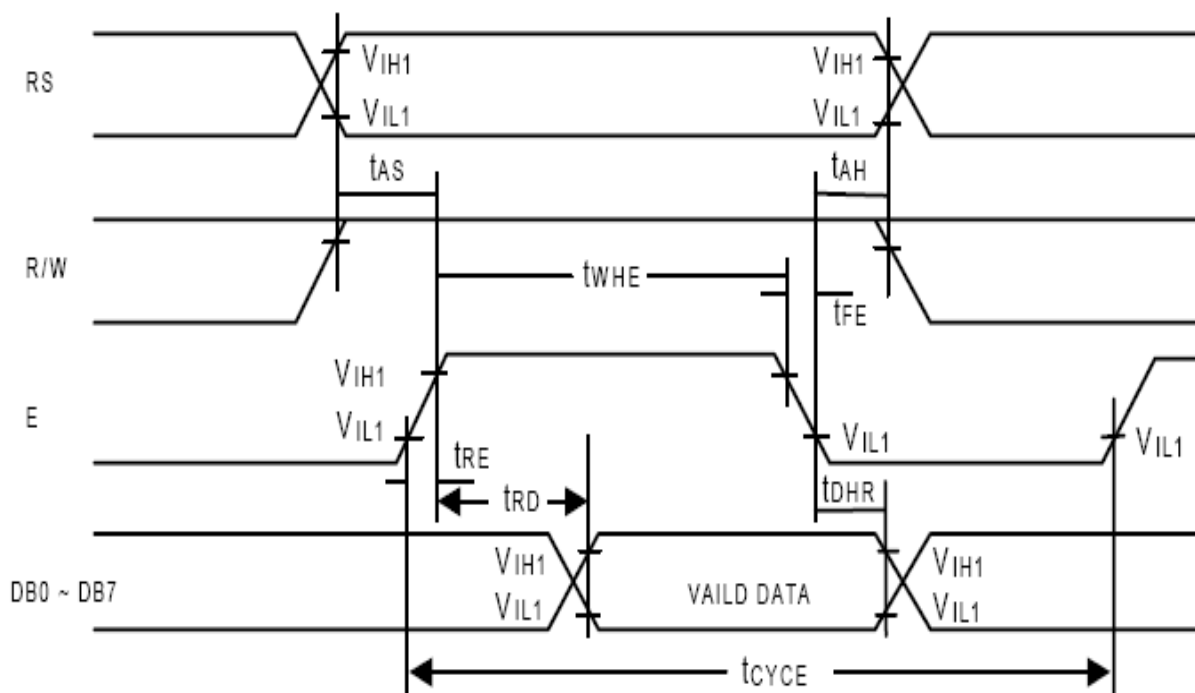 RS
VIH1
VIL1
VIH1
VIL1
tAS
tAH
R/W
tWHE
tFE
E
VIH1
VIL1
VIL1
VIL1
tRE
tRD
tDHR
DB0 ~ DB7
VIH1
VIL1
VAILD DATA
VIH1
VIL1
tCYCE